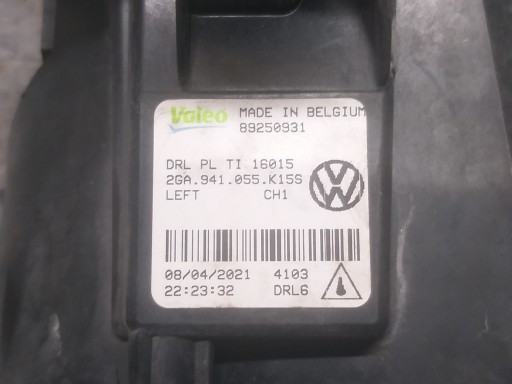 Valeo MADE IN BELGIUM
89250931
DRL PL TI 16015
2GA.941.055.K15S
LEFT CH1
08/04/2021 4103
22:23:32 DRL6